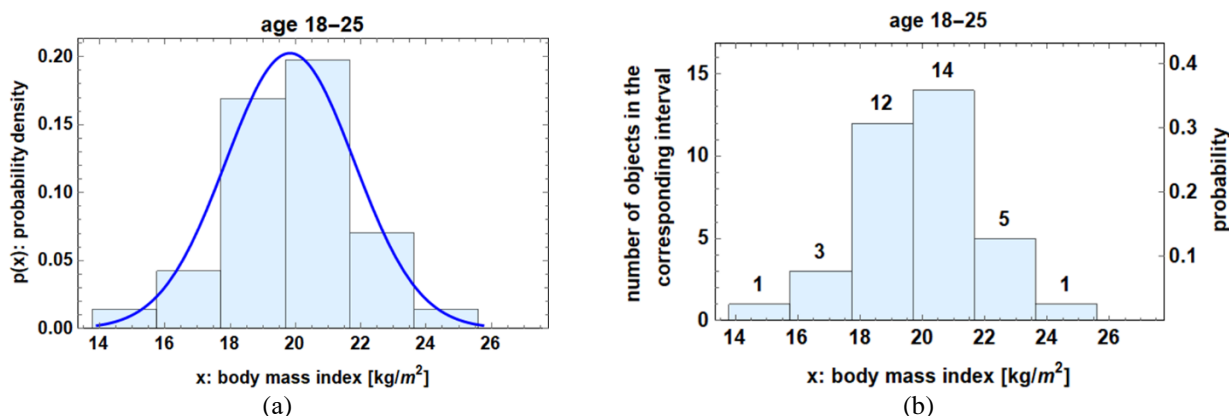 age 18–25
p(x): probability density
0.20
0.15
0.10
0.05
0.00
14 16 18 20 22 24 26
x: body mass index [kg/m²]
(a)
age 18–25
number of objects in the
corresponding interval
15
10
5
0
1 3 12 14 5 1
0.4
0.3
0.2
0.1
probability
14 16 18 20 22 24 26
x: body mass index [kg/m²]
(b)